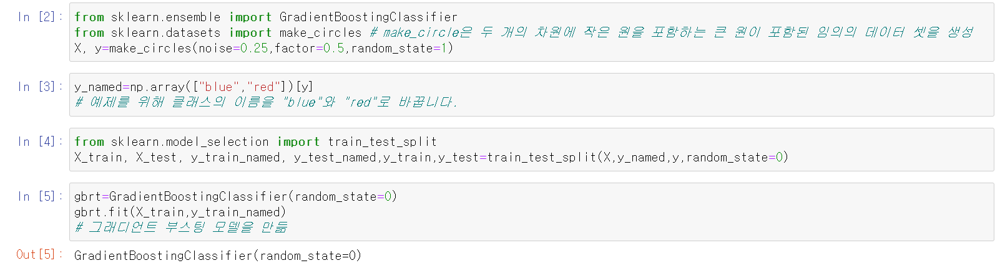 In [2]: from sklearn.ensemble import GradientBoostingClassifier
from sklearn.datasets import make_circles # make_circle은 두 개의 차원에 작은 원을 포함하는 큰 원이 포함된 임의의 데이터 셋을 생성
X, y=make_circles(noise=0.25,factor=0.5,random_state=1)
In [3]: y_named=np.array(["blue","red"])[y]
# 예제를 위해 클래스의 이름을 "blue"와 "red"로 바꿉니다.
In [4]: from sklearn.model_selection import train_test_split
X_train, X_test, y_train_named, y_test_named,y_train,y_test=train_test_split(X,y_named,y,random_state=0)
In [5]: gbrt=GradientBoostingClassifier(random_state=0)
gbrt.fit(X_train,y_train_named)
# 그래디언트 부스팅 모델을 만듦
Out[5]: GradientBoostingClassifier(random_state=0)